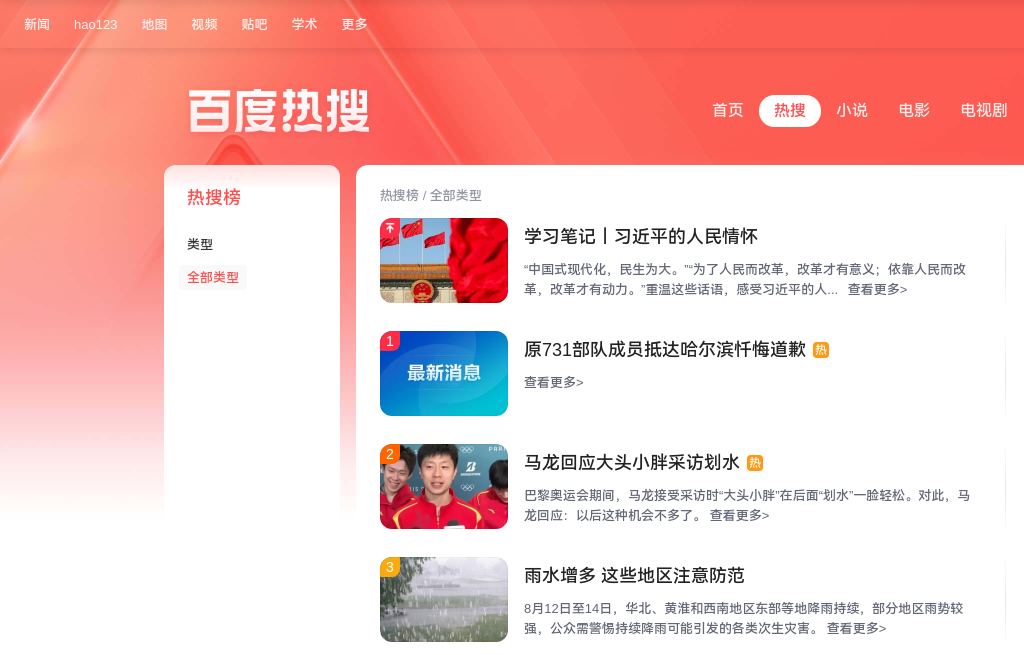 新闻 hao123 地图 视频 贴吧 学术 更多
百度热搜
首页 热搜 小说 电影 电视剧
热搜榜
类型
全部类型
热搜榜 / 全部类型
学习笔记丨习近平的人民情怀
“中国式现代化，民生为大。”“为了人民而改革，改革才有意义；依靠人民而改
革，改革才有动力。”重温这些话语，感受习近平的人... 查看更多>
1
最新消息
原731部队成员抵达哈尔滨忏悔道歉 热
查看更多>
2
马龙回应大头小胖采访划水 热
巴黎奥运会期间，马龙接受采访时“大头小胖”在后面“划水”一脸轻松。对此，马
龙回应：以后这种机会不多了。 查看更多>
3
雨水增多 这些地区注意防范
8月12日至14日，华北、黄淮和西南地区东部等地降雨持续，部分地区雨势较
强，公众需警惕持续降雨可能引发的各类次生灾害。 查看更多>